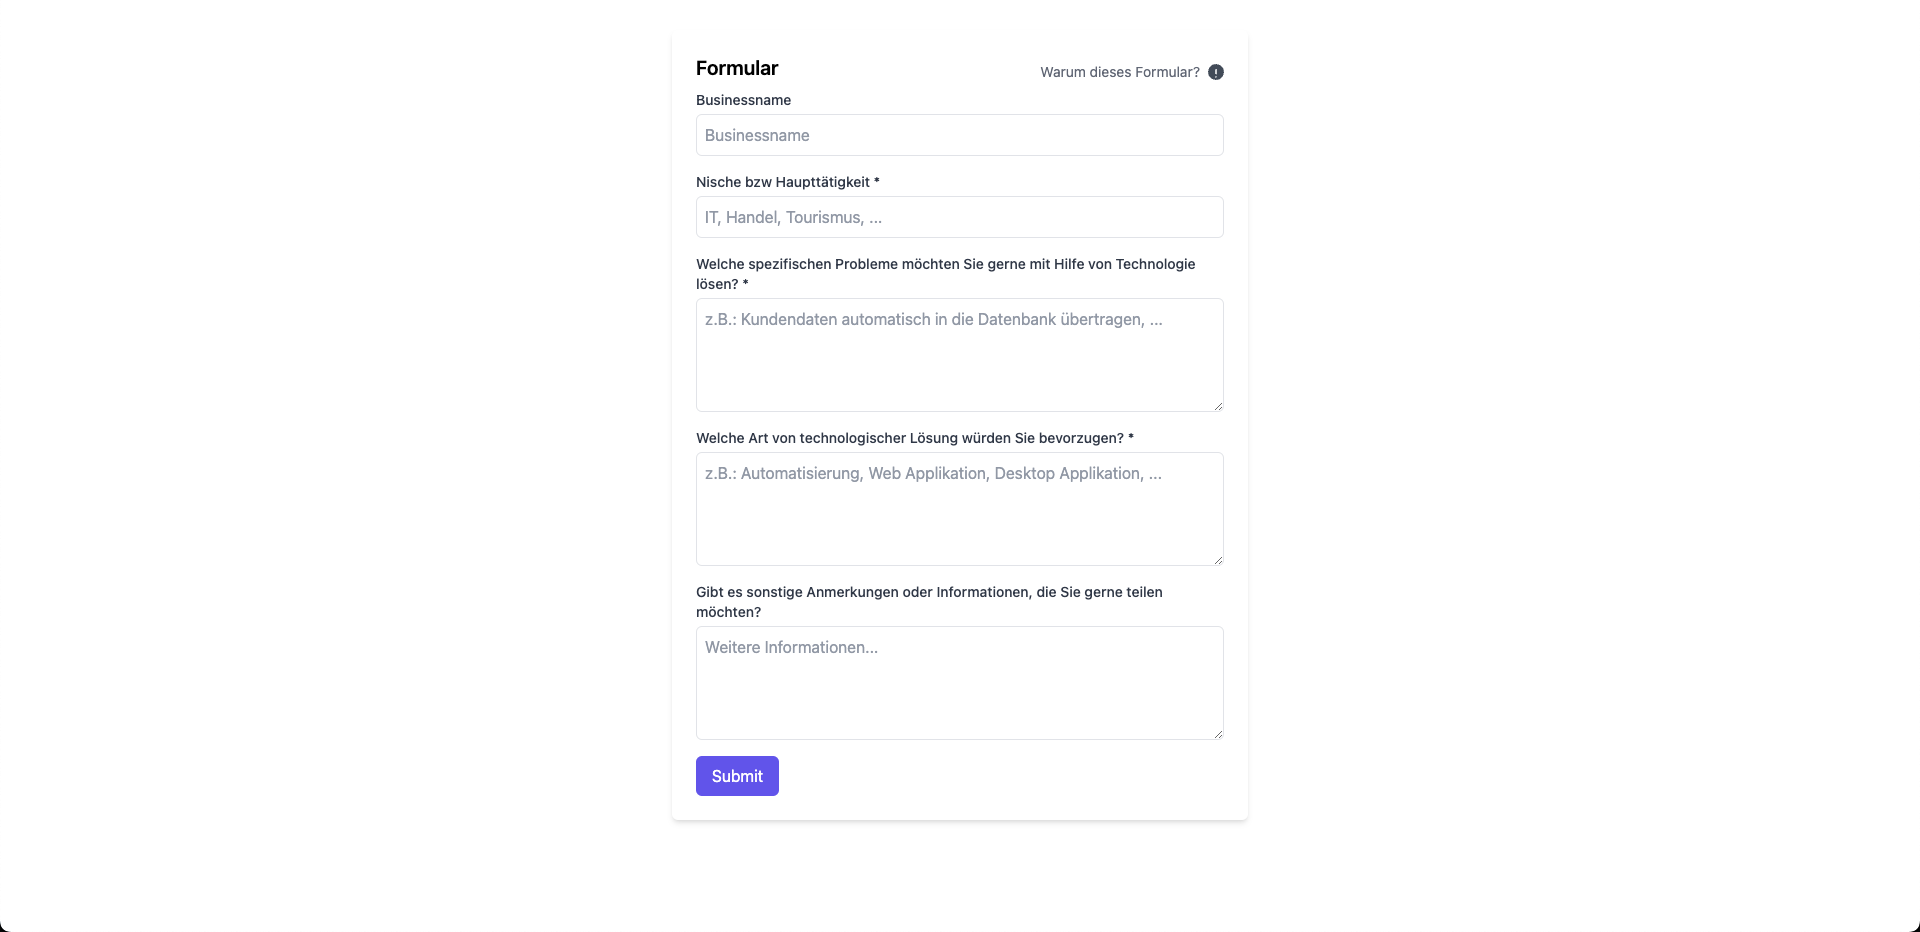 Formular
Warum dieses Formular?
Businessname
Businessname
Nische bzw Haupttätigkeit *
IT, Handel, Tourismus, ...
Welche spezifischen Probleme möchten Sie gerne mit Hilfe von Technologie
lösen? *
z.B.: Kundendaten automatisch in die Datenbank übertragen, ...
Welche Art von technologischer Lösung würden Sie bevorzugen? *
z.B.: Automatisierung, Web Applikation, Desktop Applikation, ...
Gibt es sonstige Anmerkungen oder Informationen, die Sie gerne teilen
möchten?
Weitere Informationen...
Submit